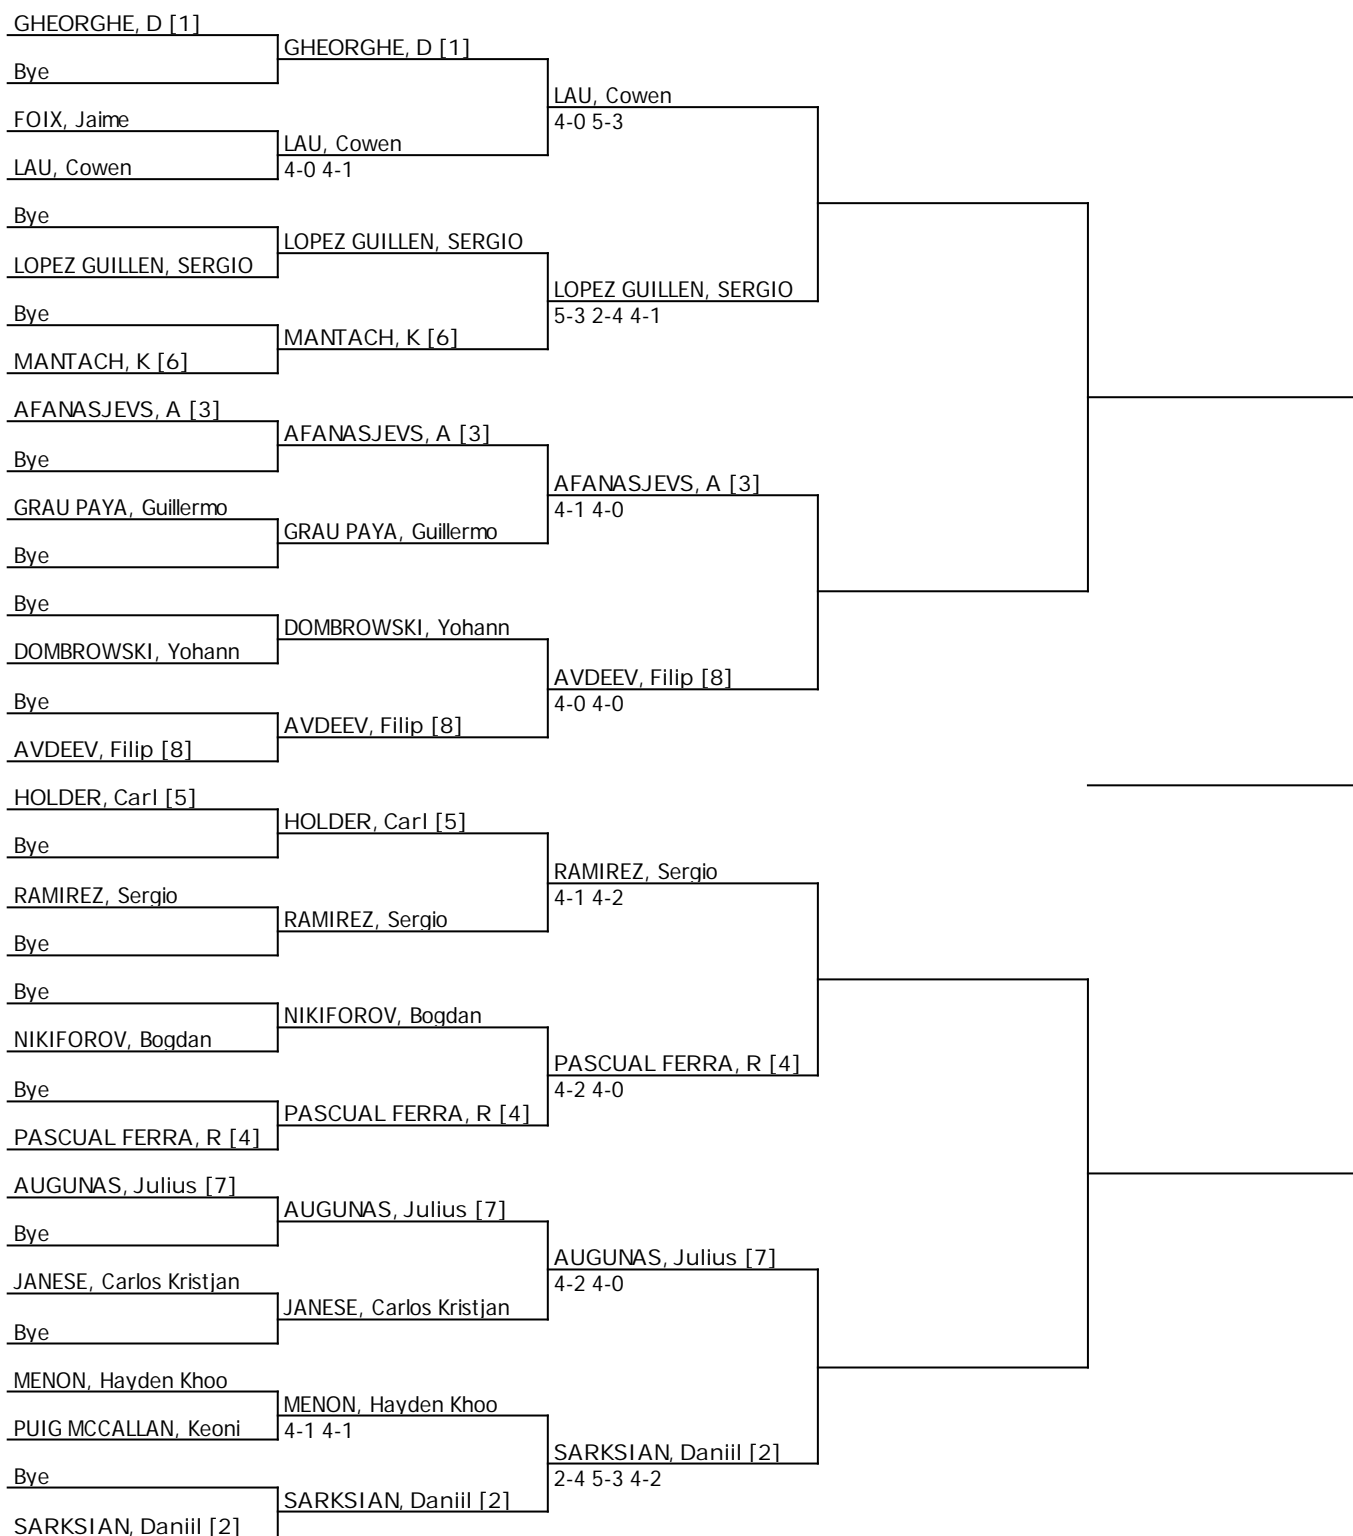 GHEORGHE, D [1]
Bye
FOIX, Jaime
LAU, Cowen
Bye
LOPEZ GUILLEN, SERGIO
Bye
MANTACH, K [6]
AFANASJEVS, A [3]
Bye
GRAU PAYA, Guillermo
Bye
Bye
DOMBROWSKI, Yohann
Bye
AVDEEV, Filip [8]
HOLDER, Carl [5]
Bye
RAMIREZ, Sergio
Bye
Bye
NIKIFOROV, Bogdan
Bye
PASCUAL FERRA, R [4]
AUGUNAS, Julius [7]
Bye
JANESE, Carlos Kristjan
Bye
MENON, Hayden Khoo
PUIG MCCALLAN, Keoni
Bye
SARKSIAN, Daniil [2]
GHEORGHE, D [1]
LAU, Cowen
4-0 4-1
LOPEZ GUILLEN, SERGIO
MANTACH, K [6]
AFANASJEVS, A [3]
GRAU PAYA, Guillermo
DOMBROWSKI, Yohann
AVDEEV, Filip [8]
HOLDER, Carl [5]
RAMIREZ, Sergio
NIKIFOROV, Bogdan
PASCUAL FERRA, R [4]
AUGUNAS, Julius [7]
JANESE, Carlos Kristjan
MENON, Hayden Khoo
4-1 4-1
SARKSIAN, Daniil [2]
LAU, Cowen
4-0 5-3
LOPEZ GUILLEN, SERGIO
5-3 2-4 4-1
AFANASJEVS, A [3]
4-1 4-0
AVDEEV, Filip [8]
4-0 4-0
RAMIREZ, Sergio
4-1 4-2
PASCUAL FERRA, R [4]
4-2 4-0
AUGUNAS, Julius [7]
4-2 4-0
SARKSIAN, Daniil [2]
2-4 5-3 4-2